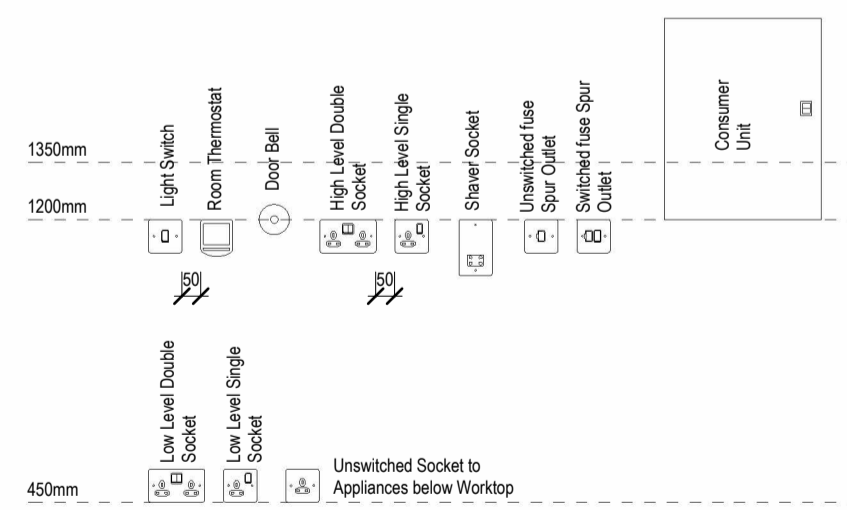 1350mm
1200mm
450mm
Light Switch
Room Thermostat
Door Bell
High Level Double
Socket
High Level Single
Socket
Shaver Socket
Unswitched fuse
Spur Outlet
Switched fuse Spur
Outlet
Consumer
Unit
50
50
Low Level Double
Socket
Low Level Single
Socket
Unswitched Socket to
Appliances below Worktop